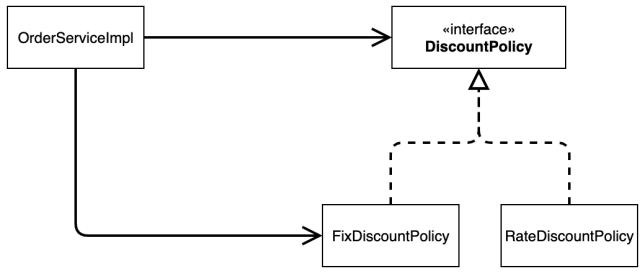 OrderServiceImpl
«interface»
DiscountPolicy
FixDiscountPolicy
RateDiscountPolicy